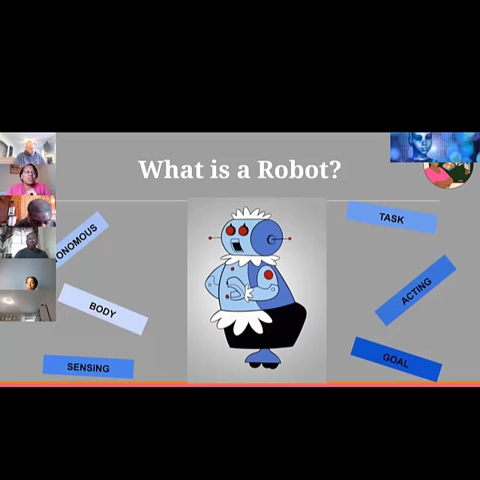 What is a Robot?
TASK
ONOMOUS
ACTING
BODY
GOAL
SENSING